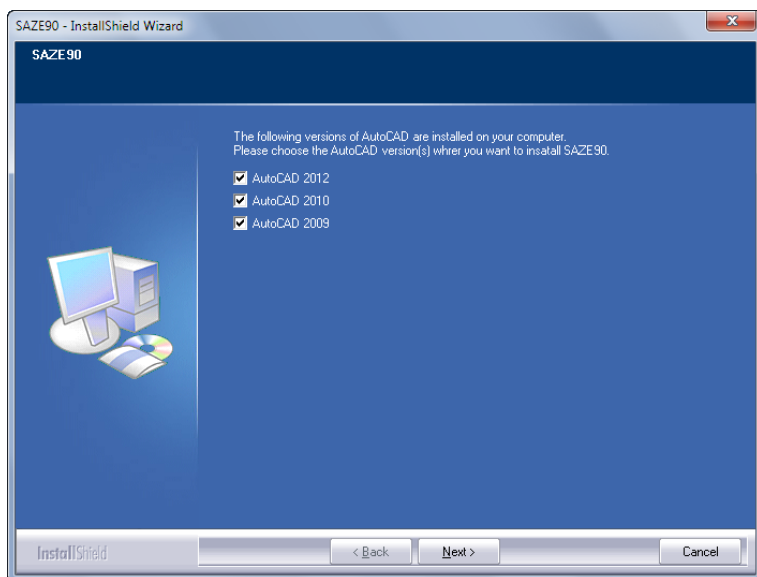 SAZE90 - InstallShield Wizard
SAZE90
The following versions of AutoCAD are installed on your computer.
Please choose the AutoCAD version(s) whrer you want to insatall SAZE90.
AutoCAD 2012
AutoCAD 2010
AutoCAD 2009
InstallShield
< Back
Next >
Cancel